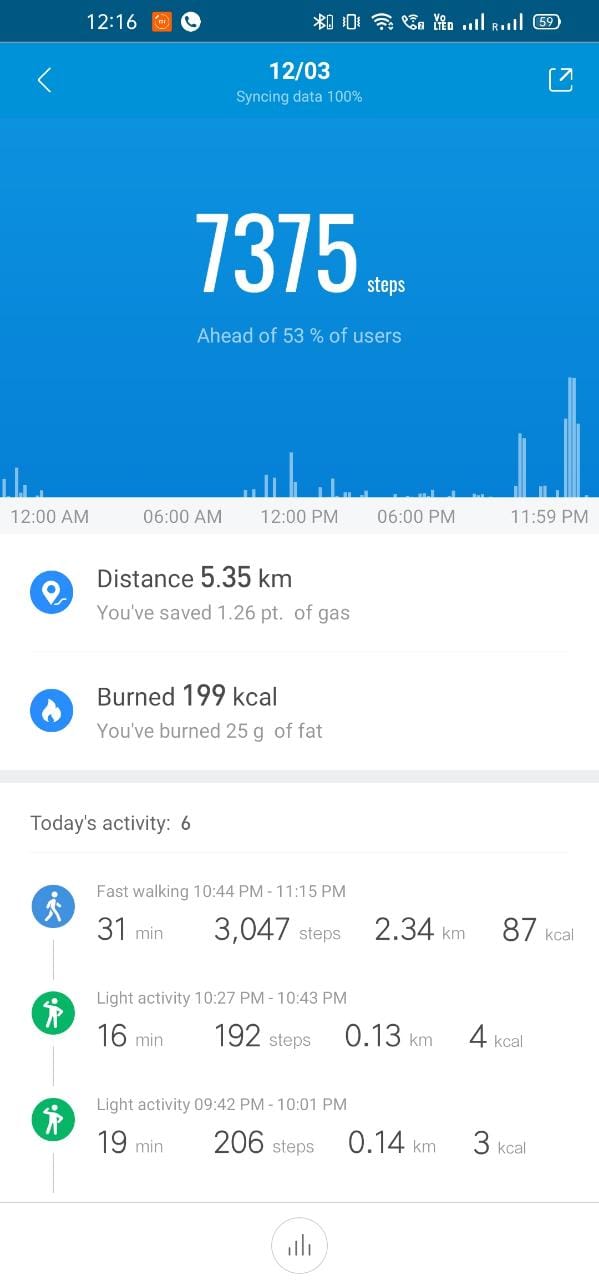 12:16 VO LTED R 59
12/03
Syncing data 100%
7375 steps
Ahead of 53 % of users
12:00 AM 06:00 AM 12:00 PM 06:00 PM 11:59 PM
Distance 5.35 km
You've saved 1.26 pt.  of gas
Burned 199 kcal
You've burned 25 g  of fat
Today's activity:  6
Fast walking 10:44 PM - 11:15 PM
31 min 3,047 steps 2.34 km 87 kcal
Light activity 10:27 PM - 10:43 PM
16 min 192 steps 0.13 km 4 kcal
Light activity 09:42 PM - 10:01 PM
19 min 206 steps 0.14 km 3 kcal